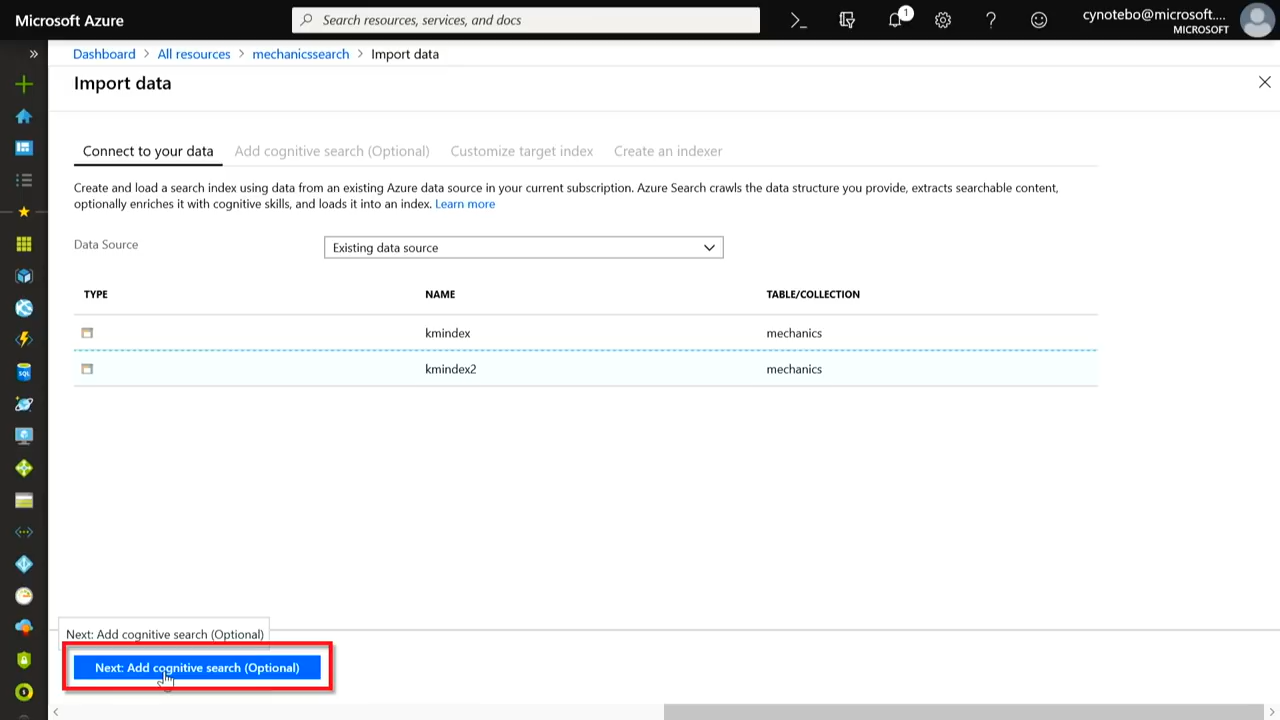 Microsoft Azure
Search resources, services, and docs
>_
1
?
cynotebo@microsoft....
MICROSOFT
» Dashboard > All resources > mechanicssearch > Import data
Import data
Connect to your data Add cognitive search (Optional) Customize target index Create an indexer
Create and load a search index using data from an existing Azure data source in your current subscription. Azure Search crawls the data structure you provide, extracts searchable content,
optionally enriches it with cognitive skills, and loads it into an index. Learn more
Data Source Existing data source
TYPE NAME TABLE/COLLECTION
kmindex mechanics
kmindex2 mechanics
SQL
Next: Add cognitive search (Optional)
Next: Add cognitive search (Optional)